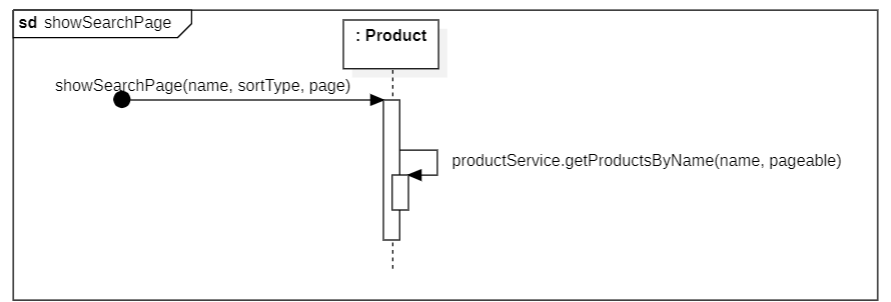 sd showSearchPage
: Product
showSearchPage(name, sortType, page)
productService.getProductsByName(name, pageable)